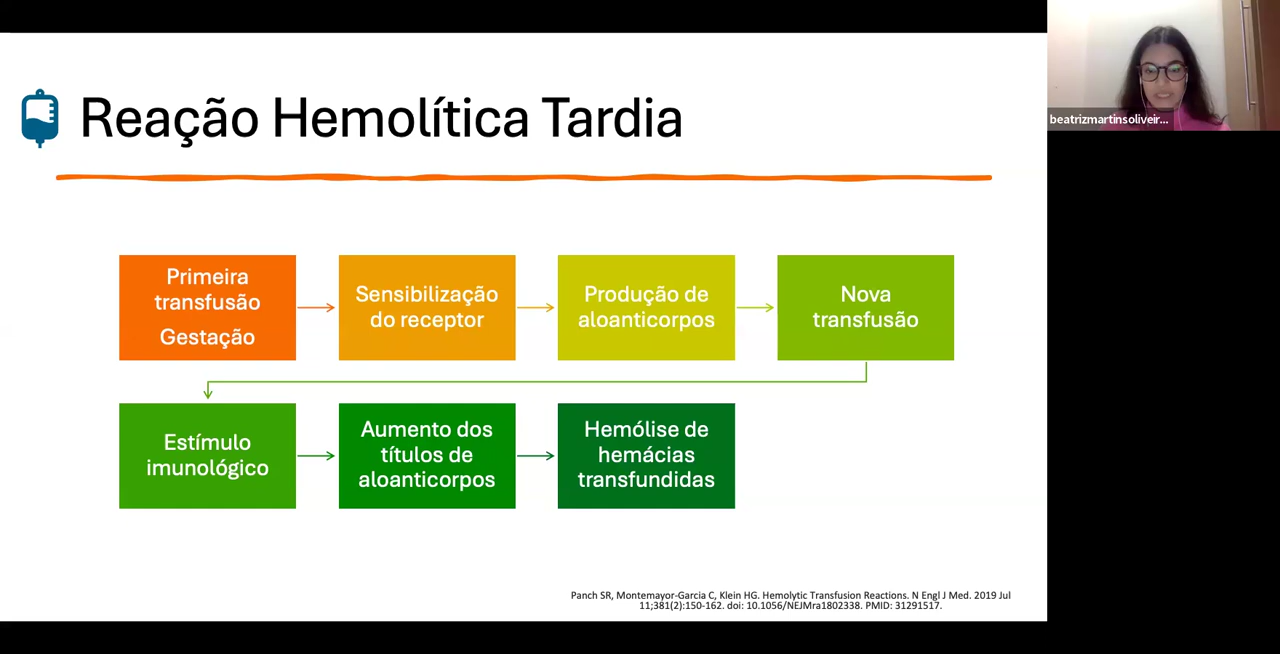 Reação Hemolítica Tardia
beatrizmartinsoliveir...
Primeira
transfusão
Gestação
Sensibilização
do receptor
Produção de
aloanticorpos
Nova
transfusão
Estímulo
imunológico
Aumento dos
títulos de
aloanticorpos
Hemólise de
hemácias
transfundidas
Panch SR, Montemayor-Garcia C, Klein HG. Hemolytic Transfusion Reactions. N Engl J Med. 2019 Jul
11;381(2):150-162. doi: 10.1056/NEJMra1802338. PMID: 31291517.